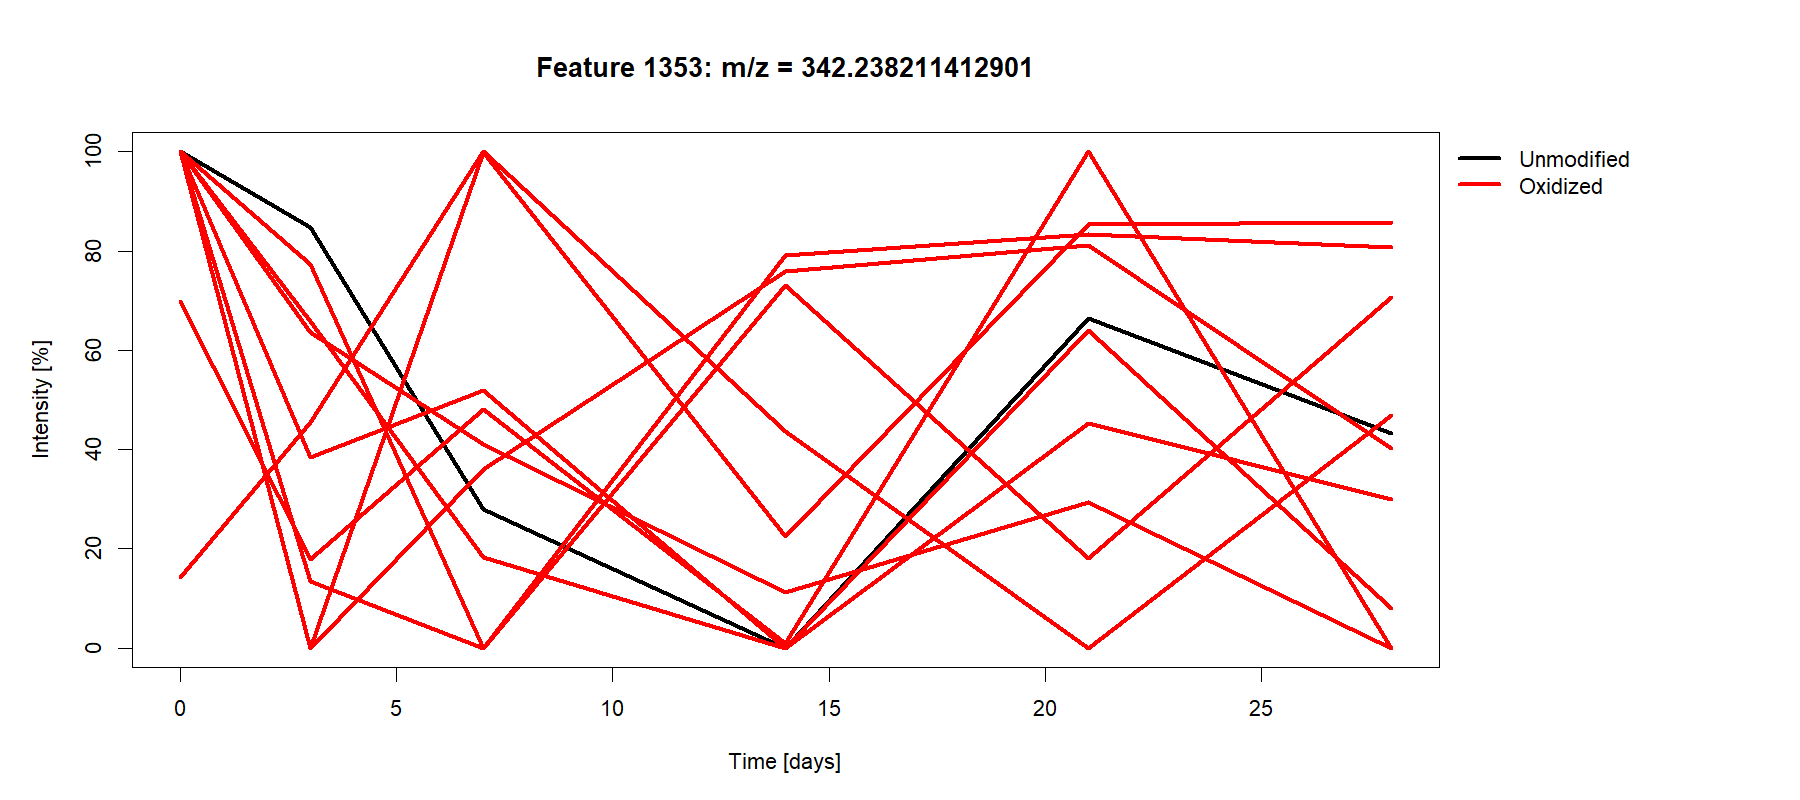 Feature 1353: m/z = 342.238211412901
Unmodified
Oxidized
Intensity [%]
100
80
60
40
20
0
0 5 10 15 20 25
Time [days]